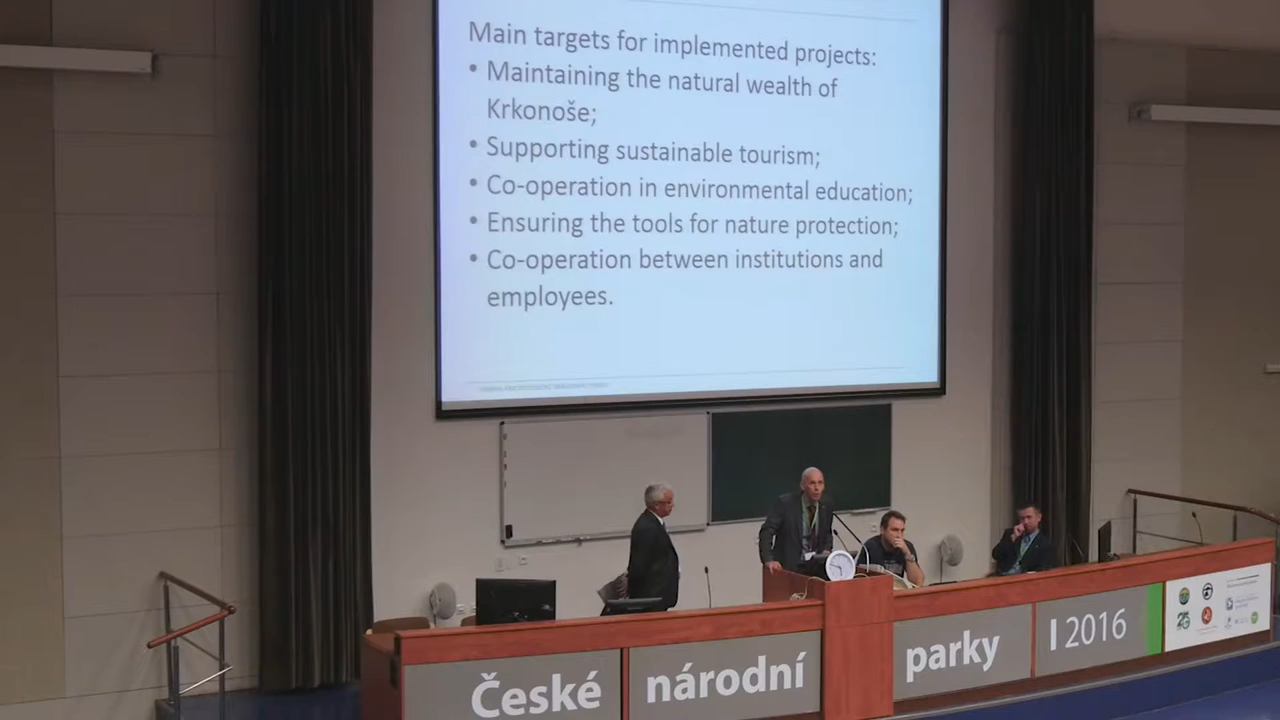 Main targets for implemented projects:
• Maintaining the natural wealth of
Krkonoše;
• Supporting sustainable tourism;
• Co-operation in environmental education;
• Ensuring the tools for nature protection;
• Co-operation between institutions and
employees.
České národní parky | 2016
25